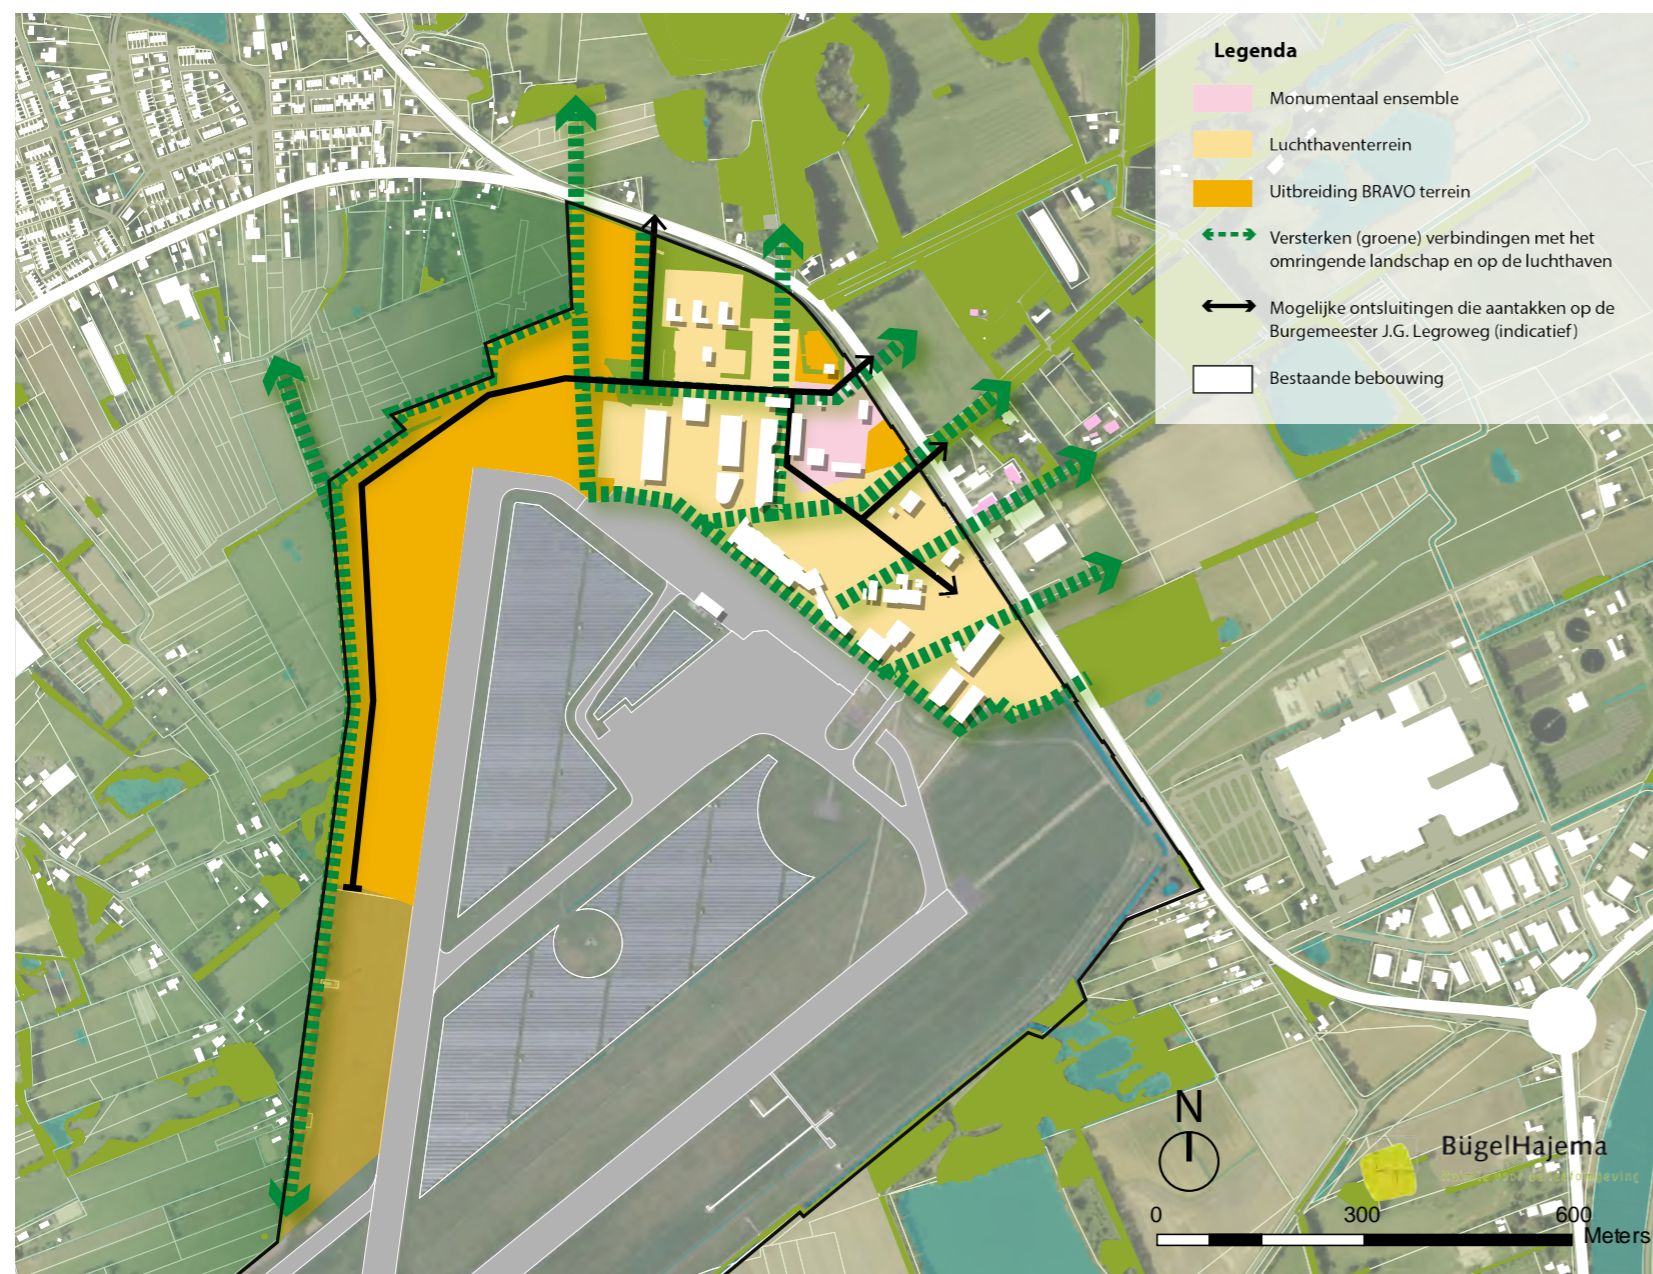 Legenda
Monumentaal ensemble
Luchthaventerrein
Uitbreiding BRAVO terrein
Versterken (groene) verbindingen met het
omringende landschap en op de luchthaven
Mogelijke ontsluitingen die aantakken op de
Burgemeester J.G. Legroweg (indicatief)
Bestaande bebouwing
N
BügelHajema
0 300 600
Meters